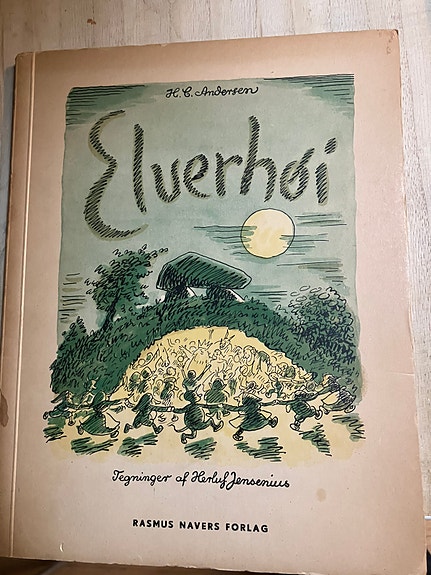 H. C. Andersen
Elverhøi
Tegninger af Herluf Jensenius
RASMUS NAVERS FORLAG